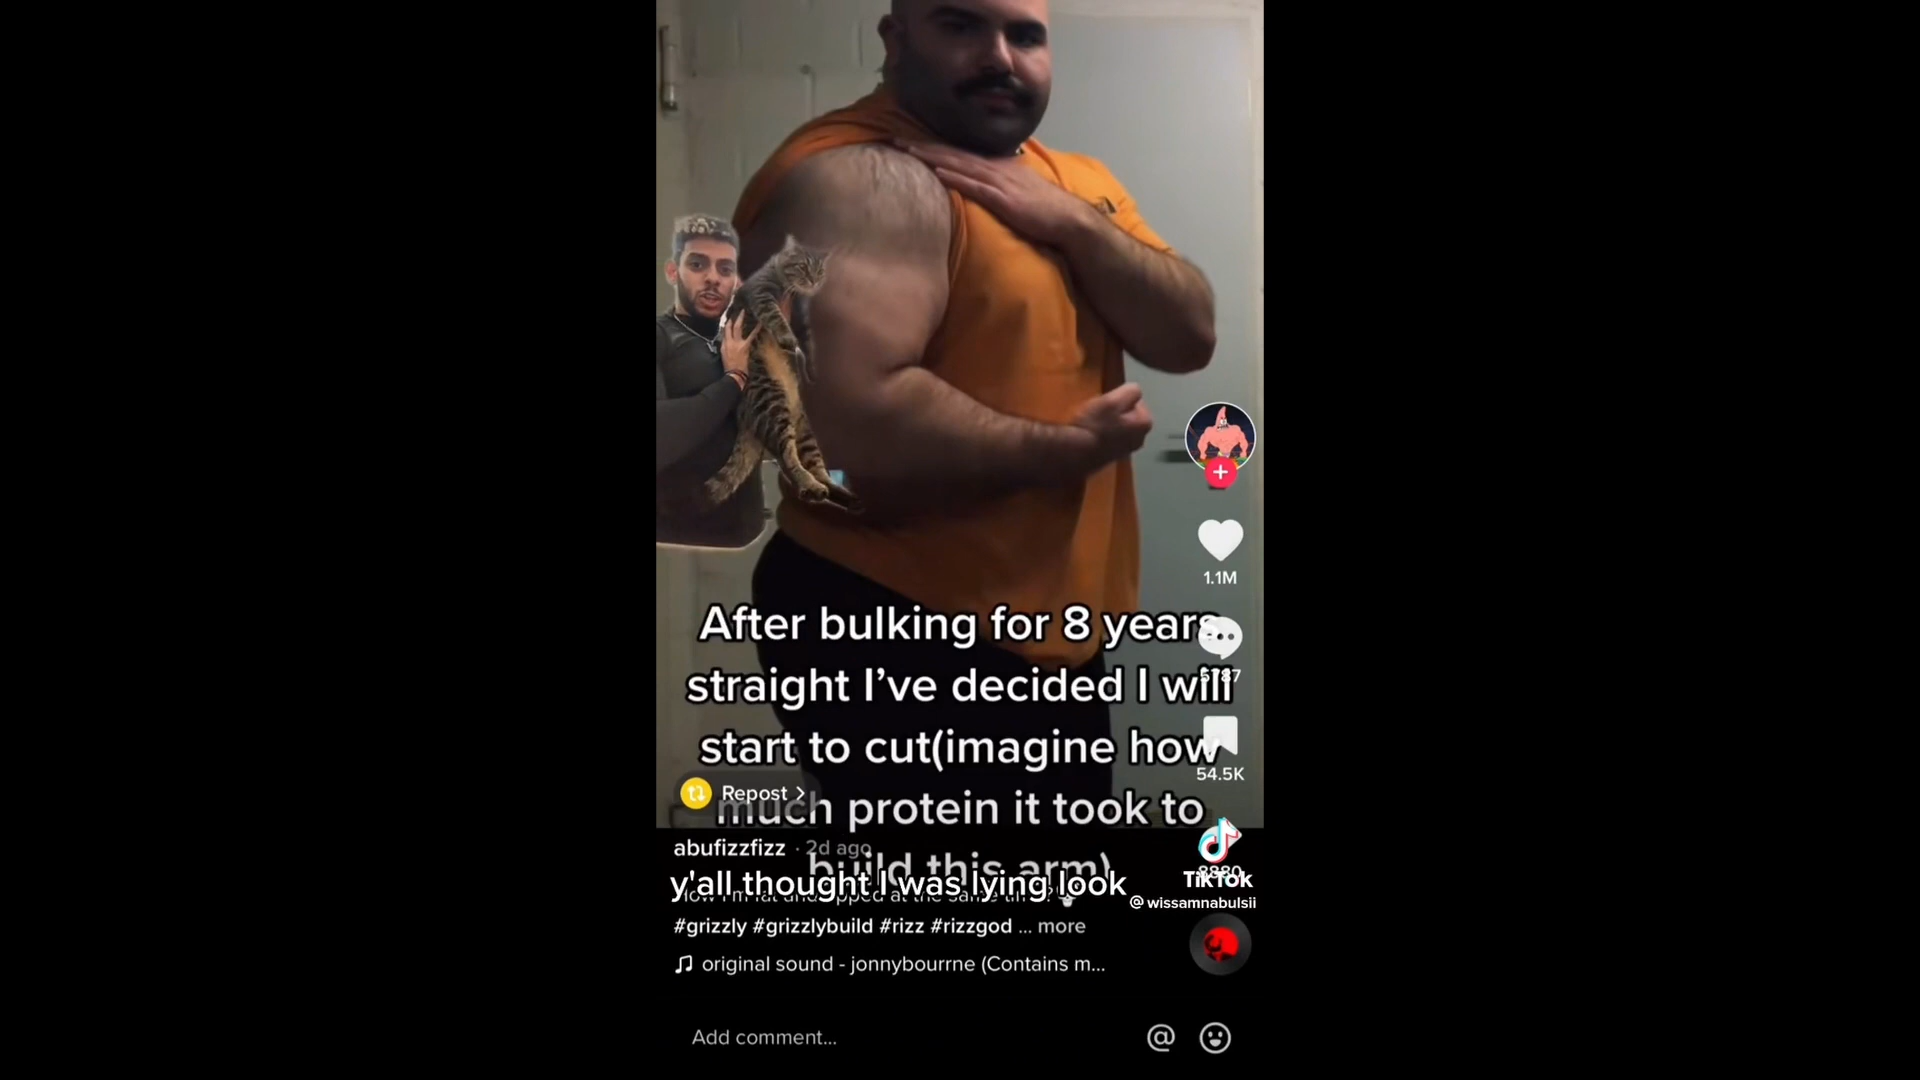 1.1M
After bulking for 8 years
straight I've decided I will
5787
start to cut(imagine how
54.5K
Repost >
much protein it took to
abufizzfizz · 2d ago
build this arm)
y'all thought I was lying look
TikTok
@wissamnabulsii
#grizzly #grizzlybuild #rizz #rizzgod ... more
original sound - jonnybourrne (Contains m...
Add comment...
@